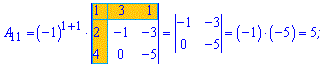 A₁₁ = (−1)¹⁺¹ · |1 3 1; 2 −1 −3; 4 0 −5| = |−1 −3; 0 −5| = (−1)·(−5) = 5;